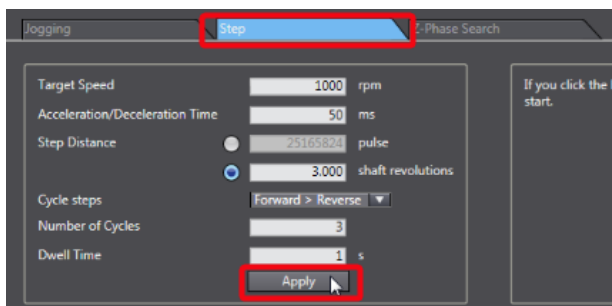 Jogging
Step
Z-Phase Search
Target Speed 1000 rpm
Acceleration/Deceleration Time 50 ms
Step Distance 25165824 pulse
3.000 shaft revolutions
Cycle steps Forward > Reverse
Number of Cycles 3
Dwell Time 1 s
Apply
If you click the
start.